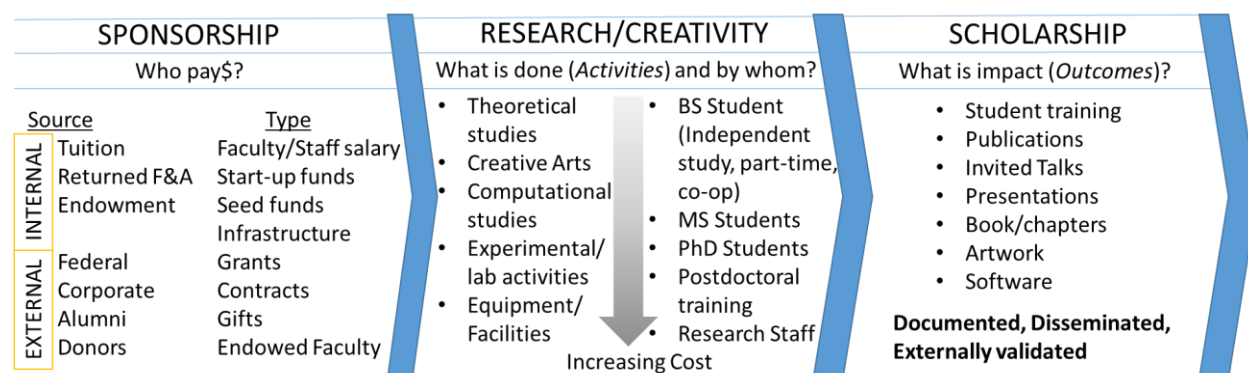 SPONSORSHIP
Who pay$?
Source Type
INTERNAL
Tuition Faculty/Staff salary
Returned F&A Start-up funds
Endowment Seed funds
Infrastructure
EXTERNAL
Federal Grants
Corporate Contracts
Alumni Gifts
Donors Endowed Faculty
RESEARCH/CREATIVITY
What is done (Activities) and by whom?
• Theoretical
studies
• Creative Arts
• Computational
studies
• Experimental/
lab activities
• Equipment/
Facilities
• BS Student
(Independent
study, part-time,
co-op)
• MS Students
• PhD Students
• Postdoctoral
training
• Research Staff
Increasing Cost
SCHOLARSHIP
What is impact (Outcomes)?
• Student training
• Publications
• Invited Talks
• Presentations
• Book/chapters
• Artwork
• Software
Documented, Disseminated,
Externally validated